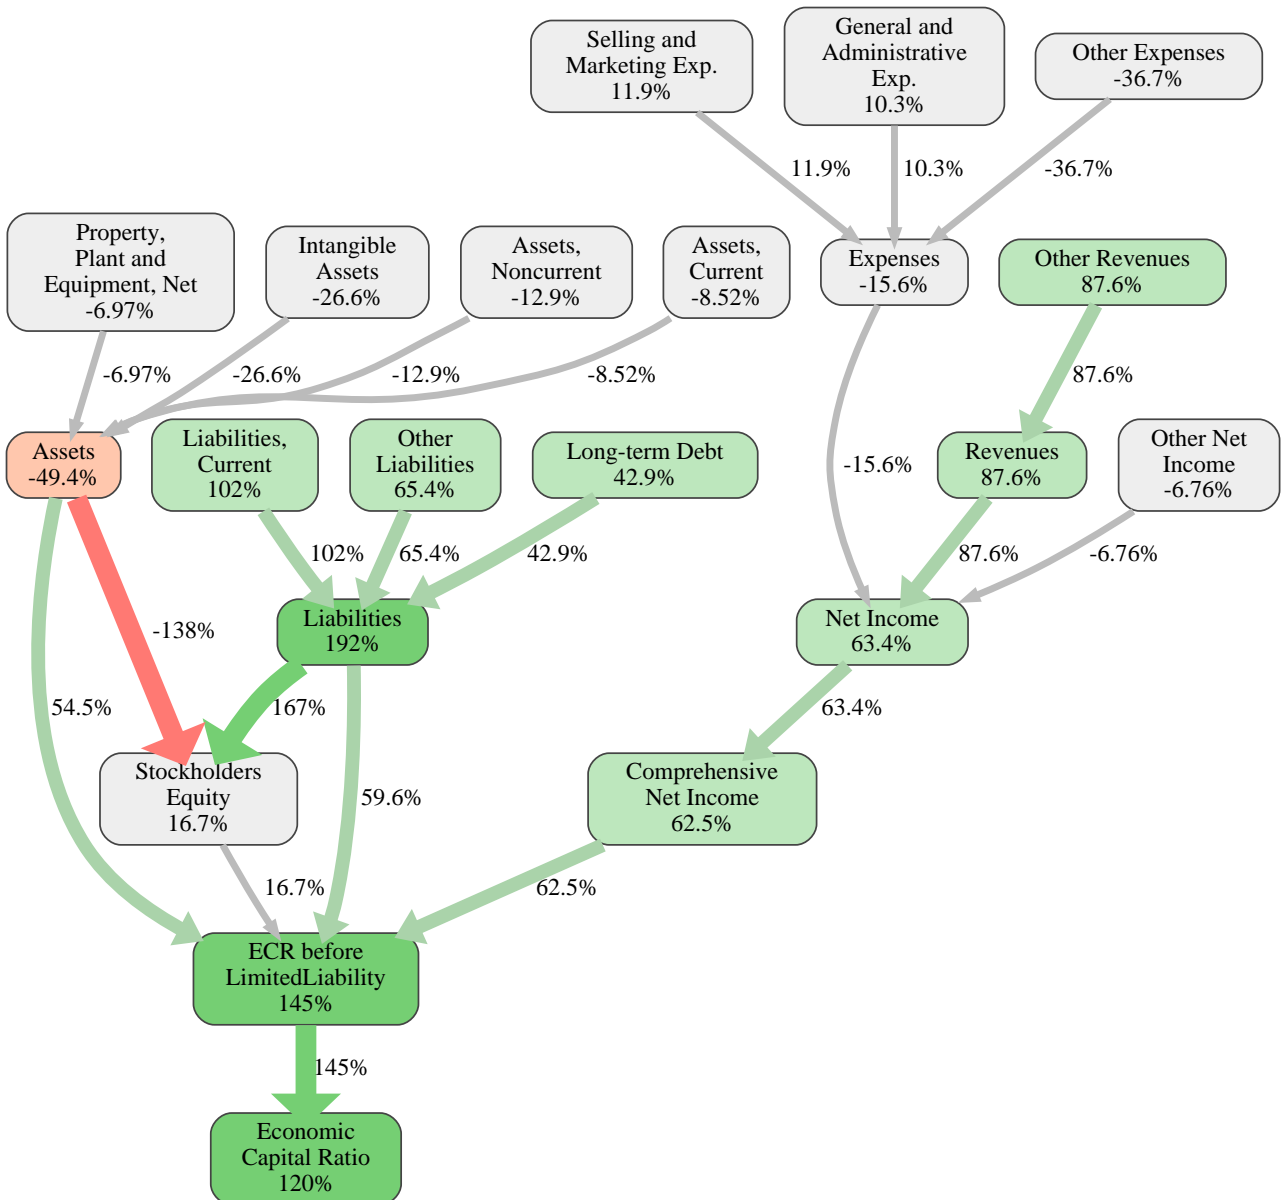 Selling and
Marketing Exp.
11.9%
General and
Administrative
Exp.
10.3%
Other Expenses
-36.7%
11.9%
10.3%
-36.7%
Property,
Plant and
Equipment, Net
-6.97%
Intangible
Assets
-26.6%
Assets,
Noncurrent
-12.9%
Assets,
Current
-8.52%
Expenses
-15.6%
Other Revenues
87.6%
-6.97%
-26.6%
-12.9%
-8.52%
87.6%
Assets
-49.4%
Liabilities,
Current
102%
Other
Liabilities
65.4%
Long-term Debt
42.9%
-15.6%
Revenues
87.6%
Other Net
Income
-6.76%
102%
65.4%
42.9%
87.6%
-6.76%
-138%
Liabilities
192%
Net Income
63.4%
54.5%
167%
63.4%
Stockholders
Equity
16.7%
59.6%
Comprehensive
Net Income
62.5%
16.7%
62.5%
ECR before
LimitedLiability
145%
145%
Economic
Capital Ratio
120%